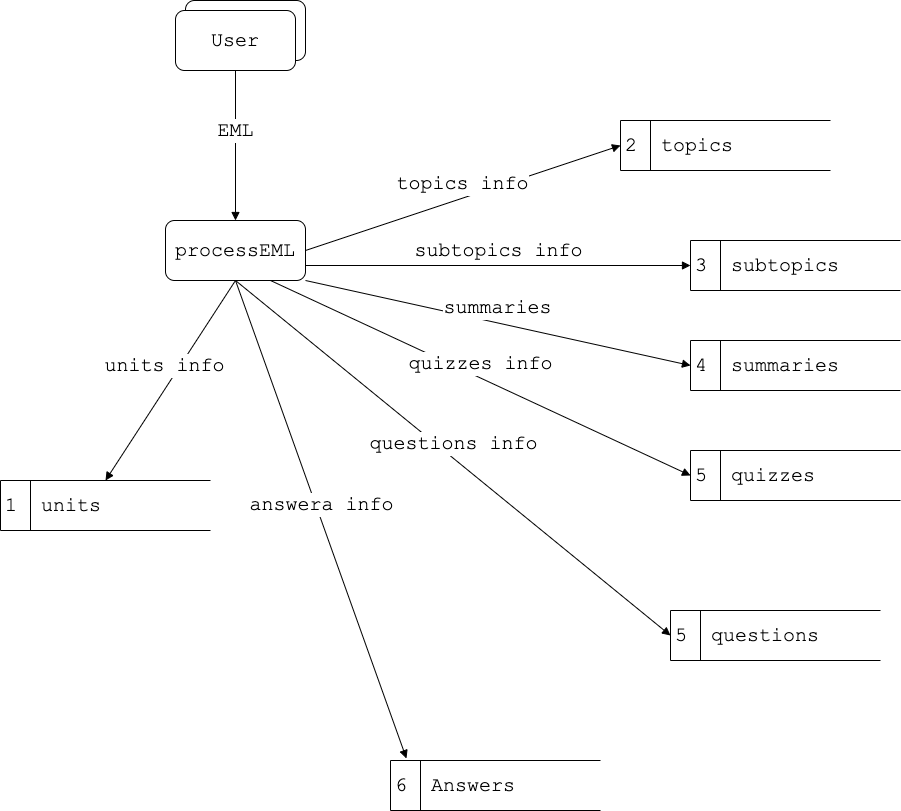 User
EML
2 topics
topics info
processEML
subtopics info
3 subtopics
summaries
4 summaries
units info
quizzes info
questions info
5 quizzes
1 units
answera info
5 questions
6 Answers